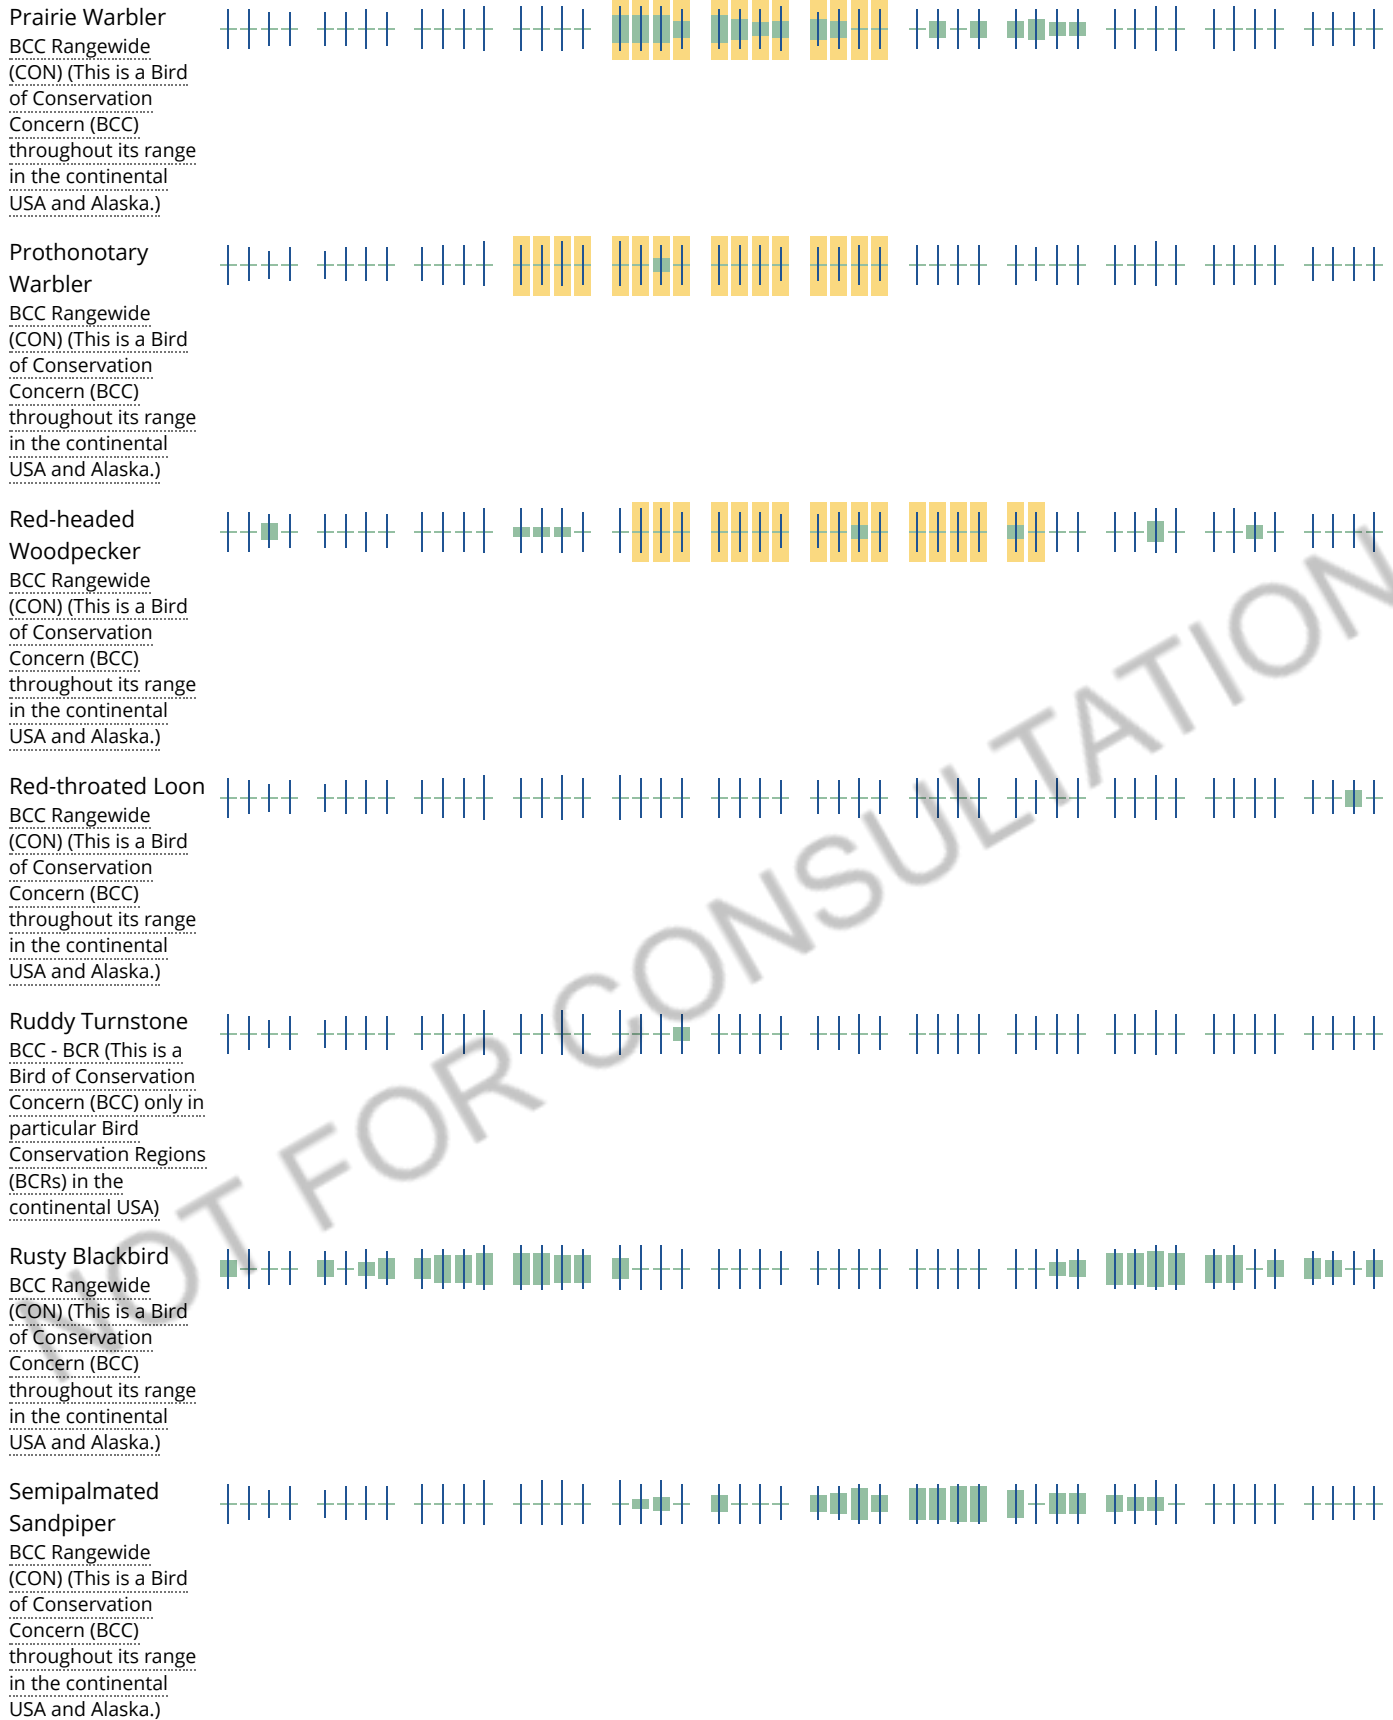 Prairie Warbler
BCC Rangewide
(CON) (This is a Bird
of Conservation
Concern (BCC)
throughout its range
in the continental
USA and Alaska.)
Prothonotary
Warbler
BCC Rangewide
(CON) (This is a Bird
of Conservation
Concern (BCC)
throughout its range
in the continental
USA and Alaska.)
Red-headed
Woodpecker
BCC Rangewide
(CON) (This is a Bird
of Conservation
Concern (BCC)
throughout its range
in the continental
USA and Alaska.)
Red-throated Loon
BCC Rangewide
(CON) (This is a Bird
of Conservation
Concern (BCC)
throughout its range
in the continental
USA and Alaska.)
Ruddy Turnstone
BCC - BCR (This is a
Bird of Conservation
Concern (BCC) only in
particular Bird
Conservation Regions
(BCRs) in the
continental USA)
Rusty Blackbird
BCC Rangewide
(CON) (This is a Bird
of Conservation
Concern (BCC)
throughout its range
in the continental
USA and Alaska.)
Semipalmated
Sandpiper
BCC Rangewide
(CON) (This is a Bird
of Conservation
Concern (BCC)
throughout its range
in the continental
USA and Alaska.)
NOT FOR CONSULTATION